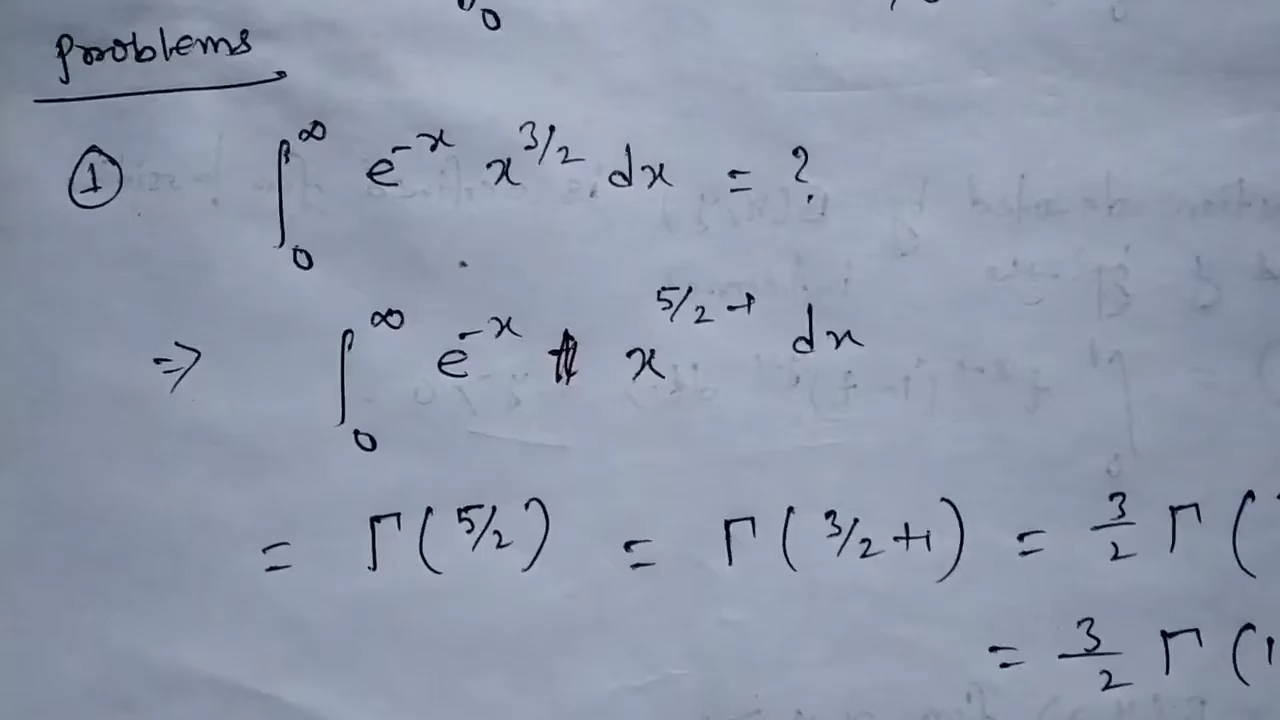 Problems
① ∫₀^∞ e^{-x} x^{3/2} dx = ?
⇒ ∫₀^∞ e^{-x} x^{5/2 -1} dx
= Γ(5/2) = Γ(3/2+1) = 3/2 Γ(
= 3/2 Γ(1